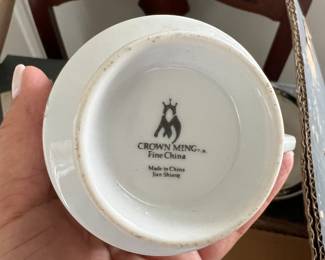 CROWN MING T.M.
Fine China
Made in China
Jian Shiang